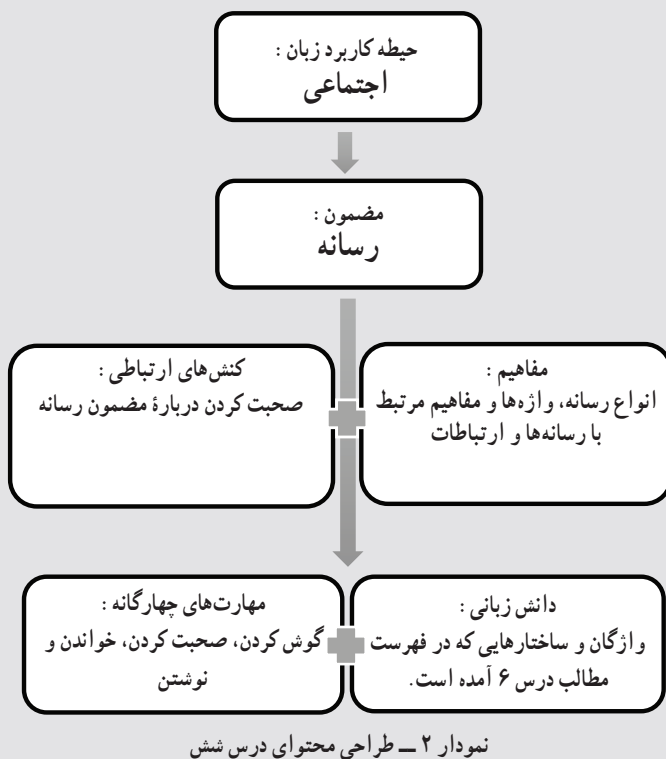 حیطه کاربرد زبان :
اجتماعی
مضمون :
رسانه
مفاهیم :
انواع رسانه، واژه‌ها و مفاهیم مرتبط
با رسانه‌ها و ارتباطات
کنش‌های ارتباطی :
صحبت کردن دربارهٔ مضمون رسانه
دانش زبانی :
واژگان و ساختارهایی که در فهرست
مطالب درس ۶ آمده است.
مهارت‌های چهارگانه :
گوش کردن، صحبت کردن، خواندن و
نوشتن
نمودار ۲ ــ طراحی محتوای درس شش